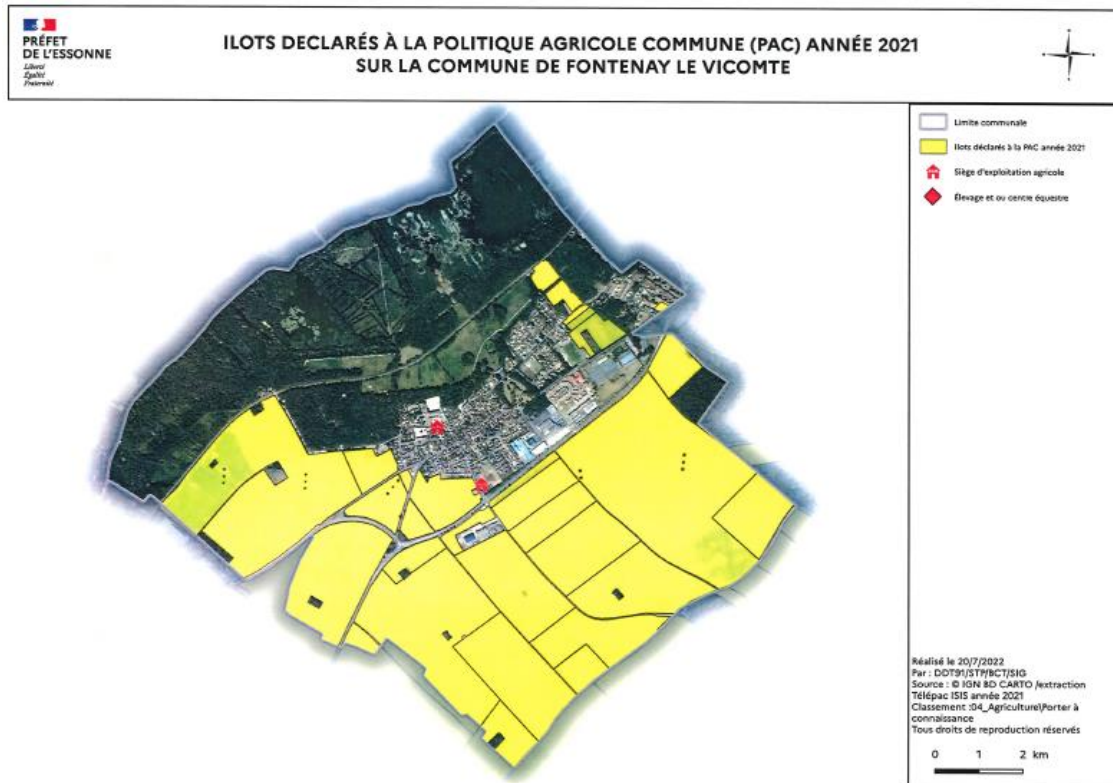 PRÉFET
DE L'ESSONNE
Liberté
Égalité
Fraternité
ILOTS DECLARÉS À LA POLITIQUE AGRICOLE COMMUNE (PAC) ANNÉE 2021
SUR LA COMMUNE DE FONTENAY LE VICOMTE
Limite communale
Ilots déclarés à la PAC année 2021
Siège d'exploitation agricole
Élevage et ou centre équestre
Réalisé le 20/7/2022
Par : DDT91/STP/BCT/SIG
Source : © IGN BD CARTO /extraction
Télépac ISIS année 2021
Classement :04_Agriculture\Porter à
connaissance
Tous droits de reproduction réservés
0 1 2 km